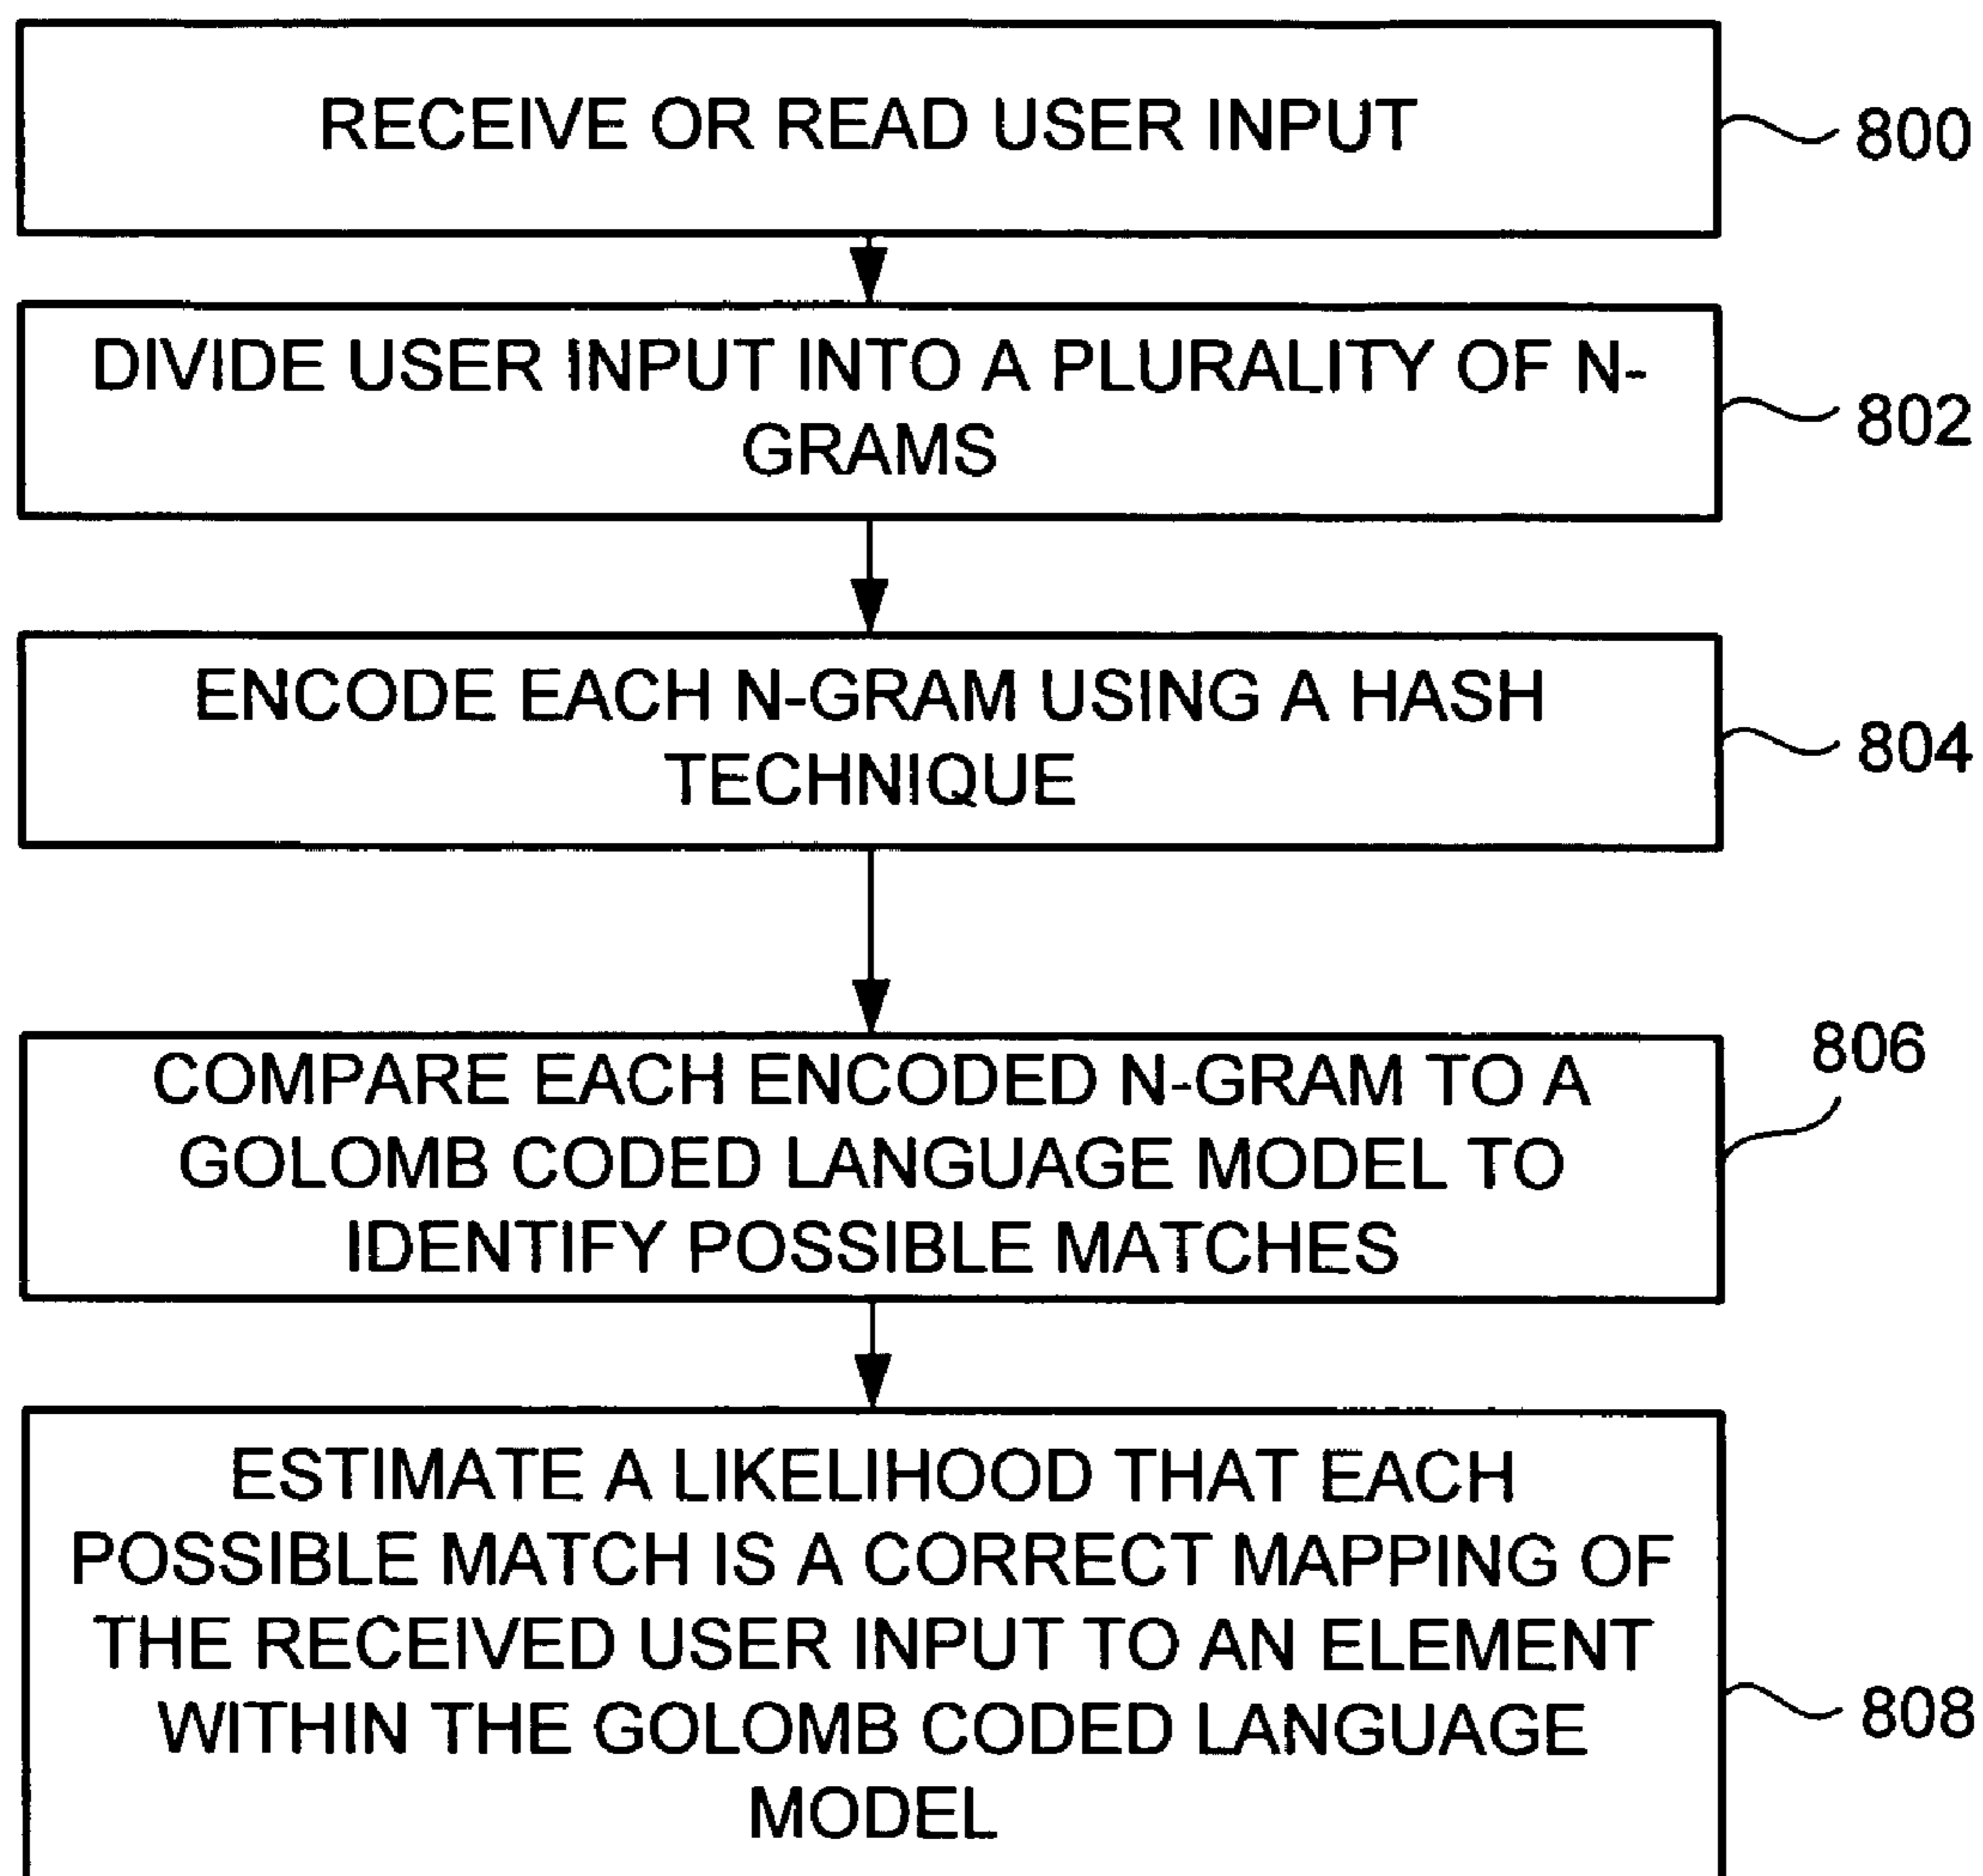 RECEIVE OR READ USER INPUT
800
DIVIDE USER INPUT INTO A PLURALITY OF N-
GRAMS
802
ENCODE EACH N-GRAM USING A HASH
TECHNIQUE
804
COMPARE EACH ENCODED N-GRAM TO A
GOLOMB CODED LANGUAGE MODEL TO
IDENTIFY POSSIBLE MATCHES
806
ESTIMATE A LIKELIHOOD THAT EACH
POSSIBLE MATCH IS A CORRECT MAPPING OF
THE RECEIVED USER INPUT TO AN ELEMENT
WITHIN THE GOLOMB CODED LANGUAGE
MODEL
808